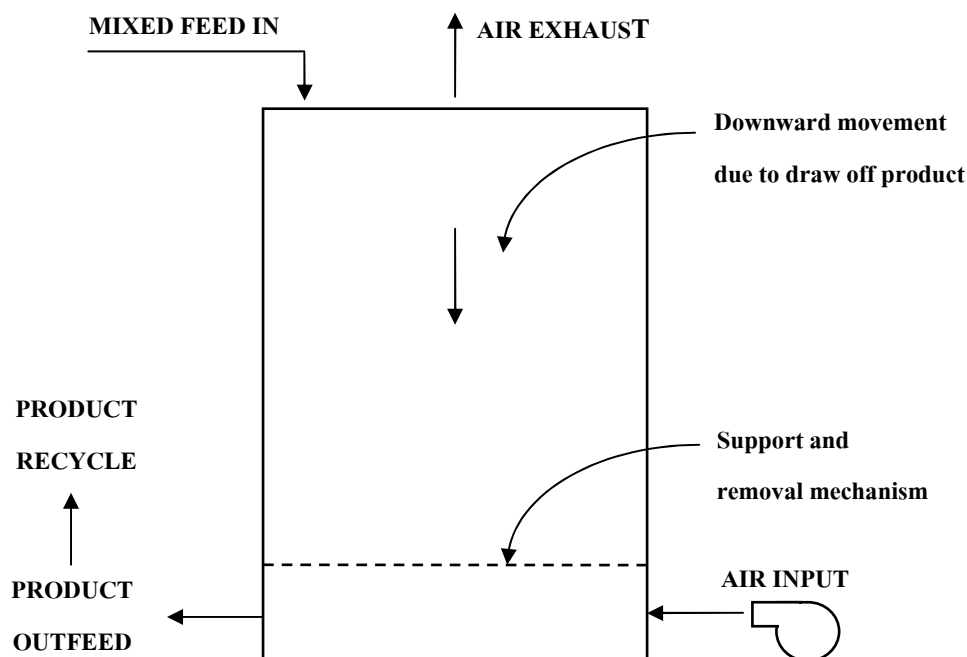 MIXED FEED IN
AIR EXHAUST
Downward movement
due to draw off product
PRODUCT
RECYCLE
Support and
removal mechanism
PRODUCT
OUTFEED
AIR INPUT